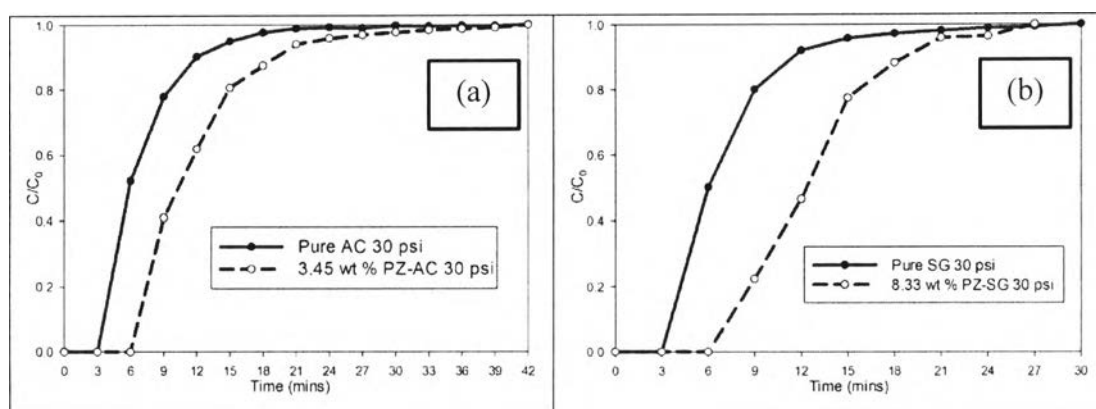 1.0
0.8
0.6
0.4
0.2
0.0
C/C0
(a)
Pure AC 30 psi
3.45 wt % PZ-AC 30 psi
0 3 6 9 12 15 18 21 24 27 30 33 36 39 42
Time (mins)
1.0
0.8
0.6
0.4
0.2
0.0
C/C0
(b)
Pure SG 30 psi
8.33 wt % PZ-SG 30 psi
0 3 6 9 12 15 18 21 24 27 30
Time (mins)